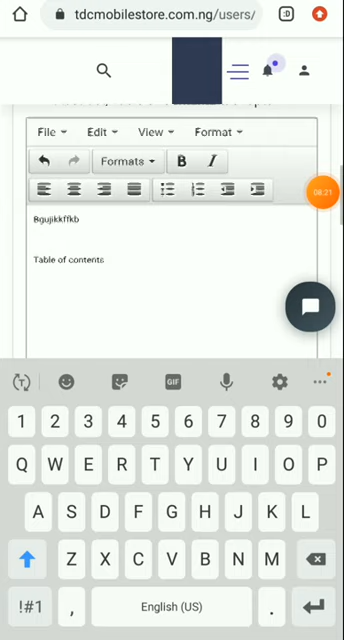 tdcmobilestore.com.ng/users/
:D
File Edit View Format
Formats B I
Bgujikkffkb
08:21
Table of contents
GIF
1 2 3 4 5 6 7 8 9 0
Q W E R T Y U I O P
A S D F G H J K L
Z X C V B N M
!#1 , English (US) .